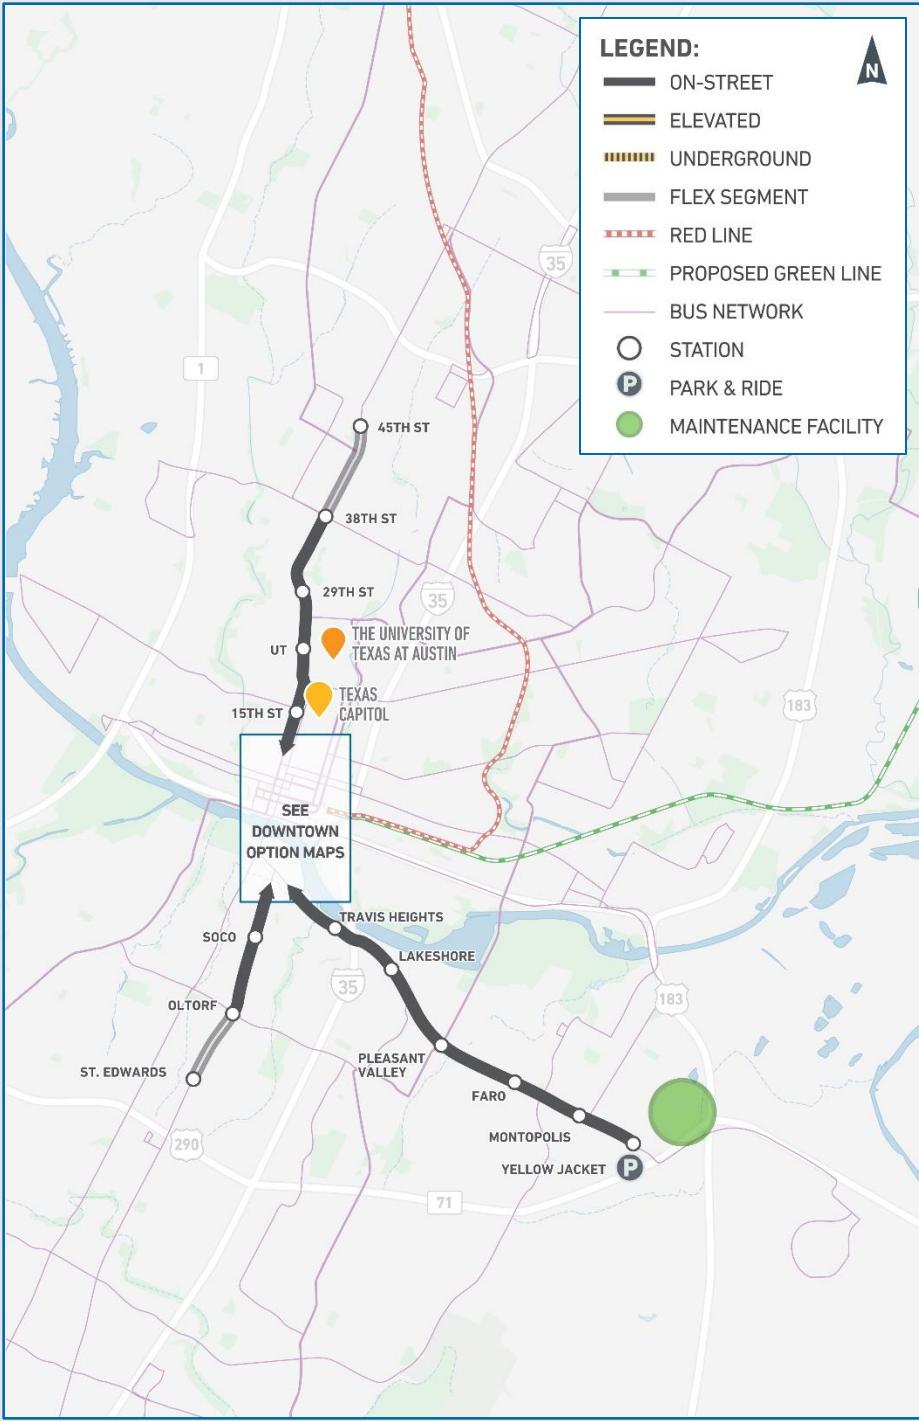 LEGEND:
N
ON-STREET
ELEVATED
UNDERGROUND
FLEX SEGMENT
RED LINE
PROPOSED GREEN LINE
BUS NETWORK
STATION
P
PARK & RIDE
MAINTENANCE FACILITY
35
1
45TH ST
38TH ST
29TH ST
35
UT
THE UNIVERSITY OF
TEXAS AT AUSTIN
TEXAS
CAPITOL
15TH ST
183
SEE
DOWNTOWN
OPTION MAPS
TRAVIS HEIGHTS
SOCO
LAKESHORE
35
183
OLTORF
PLEASANT
VALLEY
ST. EDWARDS
FARO
MONTOPOLIS
290
YELLOW JACKET
P
71